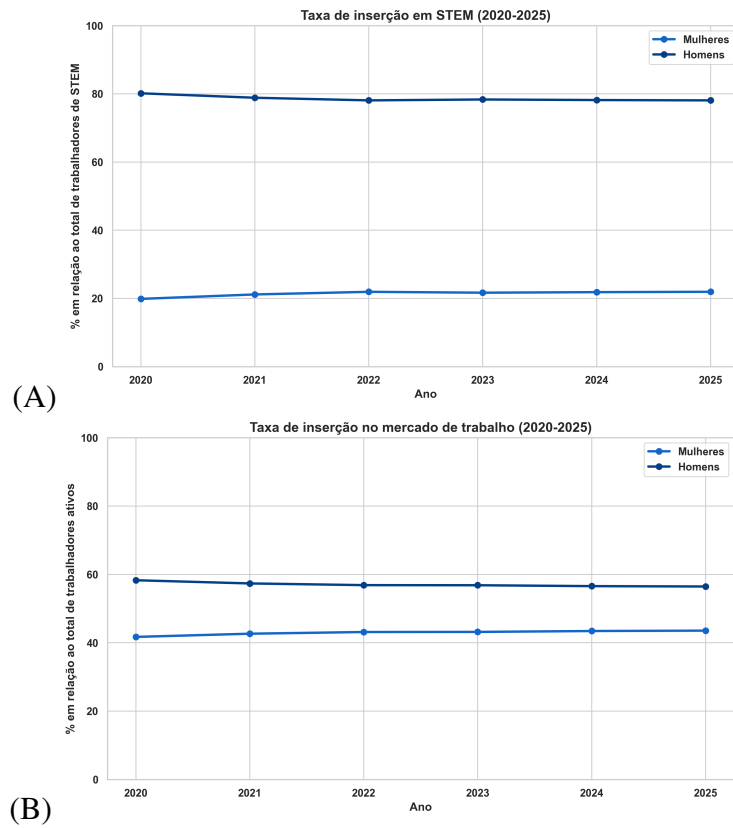 Taxa de inserção em STEM (2020-2025)
Mulheres
Homens
% em relação ao total de trabalhadores de STEM
100
80
60
40
20
0
2020 2021 2022 2023 2024 2025
Ano
(A)
Taxa de inserção no mercado de trabalho (2020-2025)
Mulheres
Homens
% em relação ao total de trabalhadores ativos
100
80
60
40
20
0
2020 2021 2022 2023 2024 2025
Ano
(B)